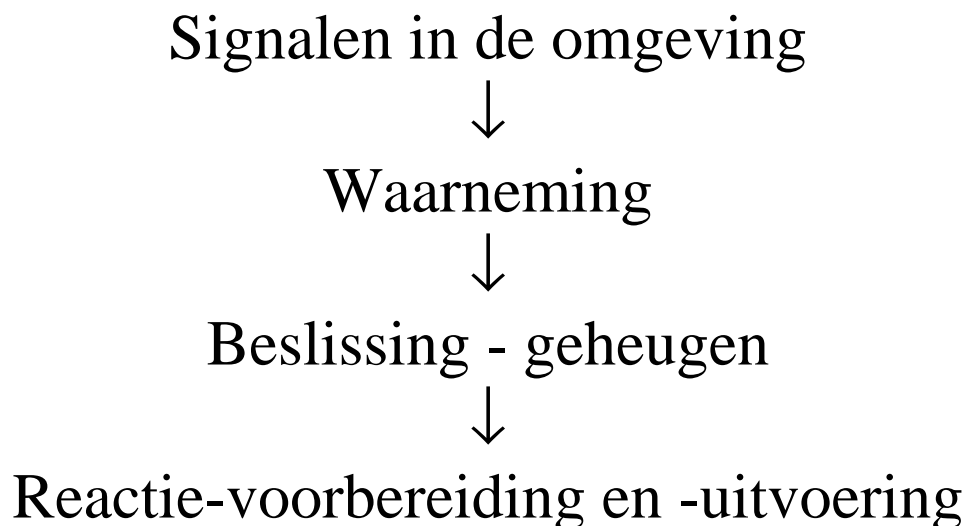 Signalen in de omgeving
↓
Waarneming
↓
Beslissing - geheugen
↓
Reactie-voorbereiding en -uitvoering